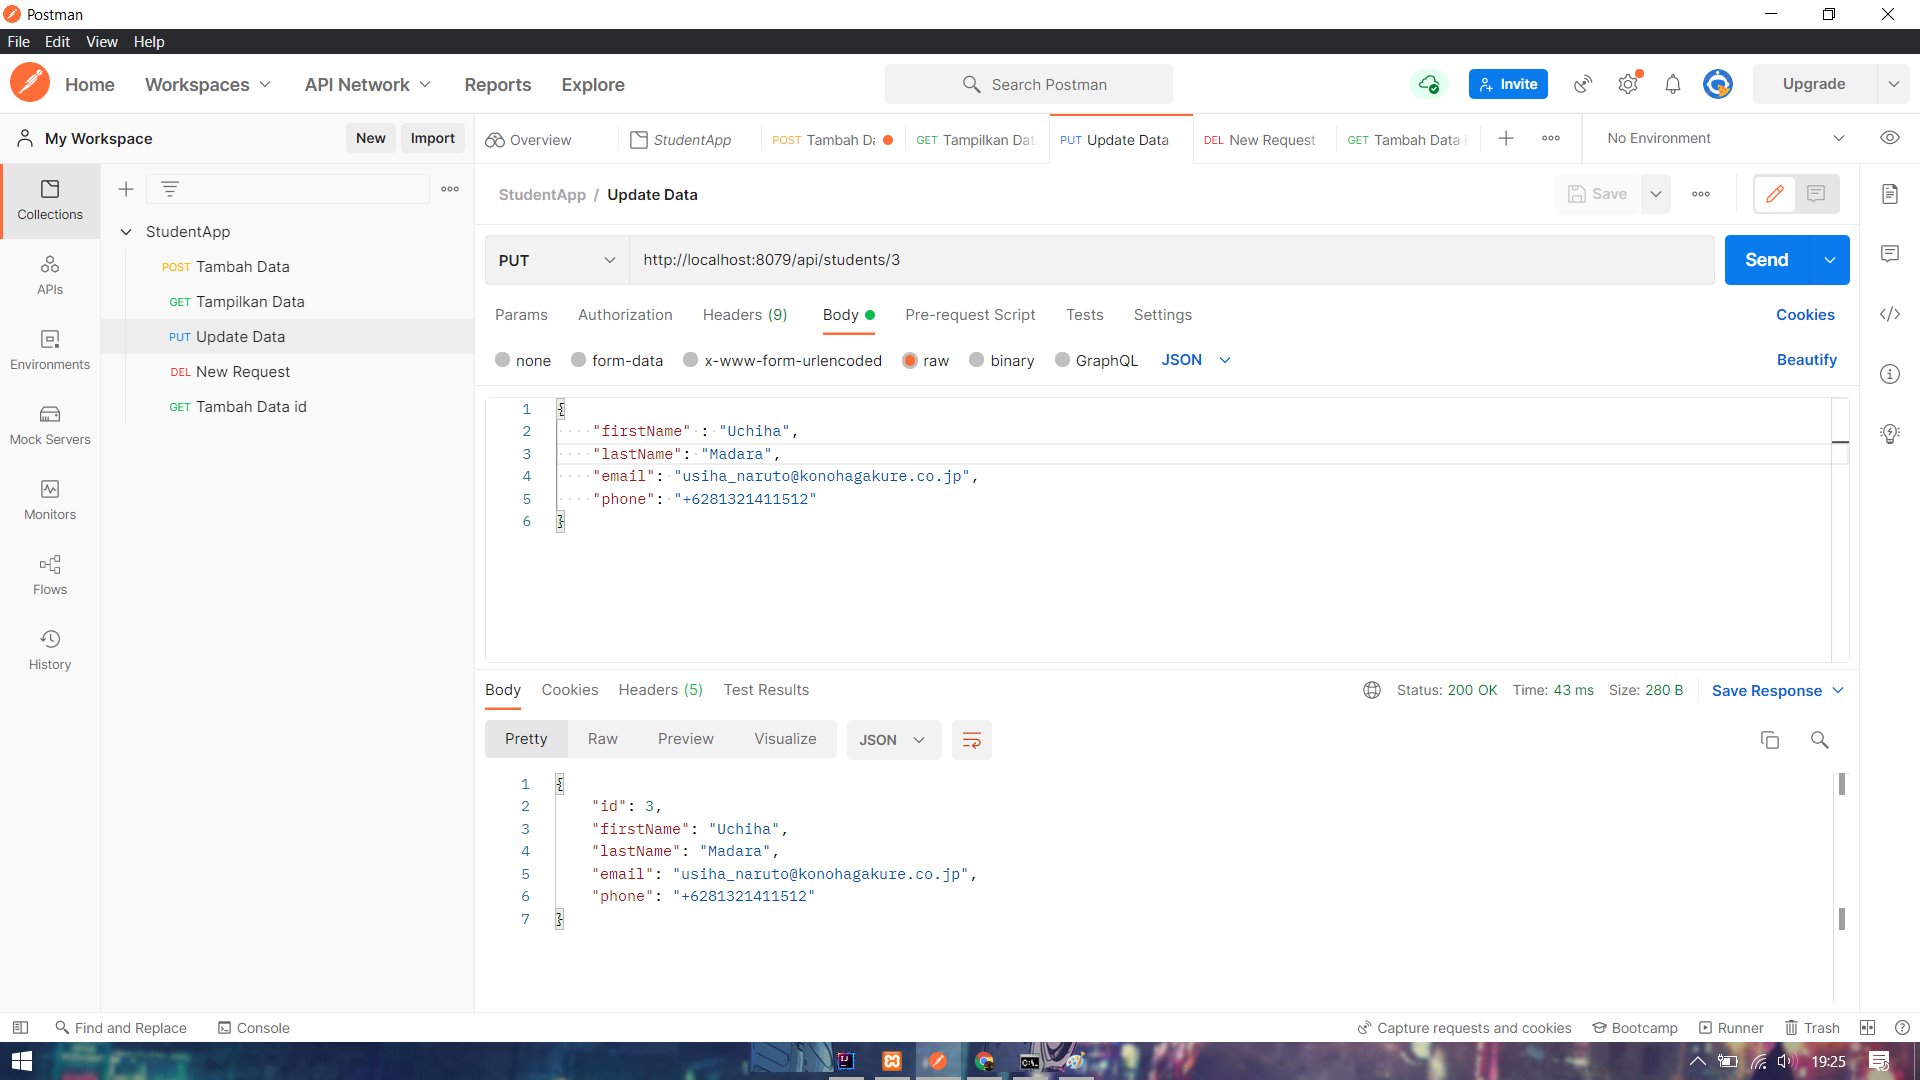 Postman
File Edit View Help
Home Workspaces API Network Reports Explore Search Postman Invite Upgrade
My Workspace New Import
Overview StudentApp POST Tambah Da GET Tampilkan Dat PUT Update Data DEL New Request GET Tambah Data i No Environment
Collections
APIs
Environments
Mock Servers
Monitors
Flows
History
StudentApp
POST Tambah Data
GET Tampilkan Data
PUT Update Data
DEL New Request
GET Tambah Data id
StudentApp / Update Data Save
PUT http://localhost:8079/api/students/3 Send
Params Authorization Headers (9) Body Pre-request Script Tests Settings Cookies
none form-data x-www-form-urlencoded raw binary GraphQL JSON Beautify
1 {
2 "firstName" : "Uchiha",
3 "lastName": "Madara",
4 "email": "usiha_naruto@konohagakure.co.jp",
5 "phone": "+6281321411512"
6 }
Body Cookies Headers (5) Test Results Status: 200 OK Time: 43 ms Size: 280 B Save Response
Pretty Raw Preview Visualize JSON
1 {
2 "id": 3,
3 "firstName": "Uchiha",
4 "lastName": "Madara",
5 "email": "usiha_naruto@konohagakure.co.jp",
6 "phone": "+6281321411512"
7 }
Find and Replace Console Capture requests and cookies Bootcamp Runner Trash
19:25